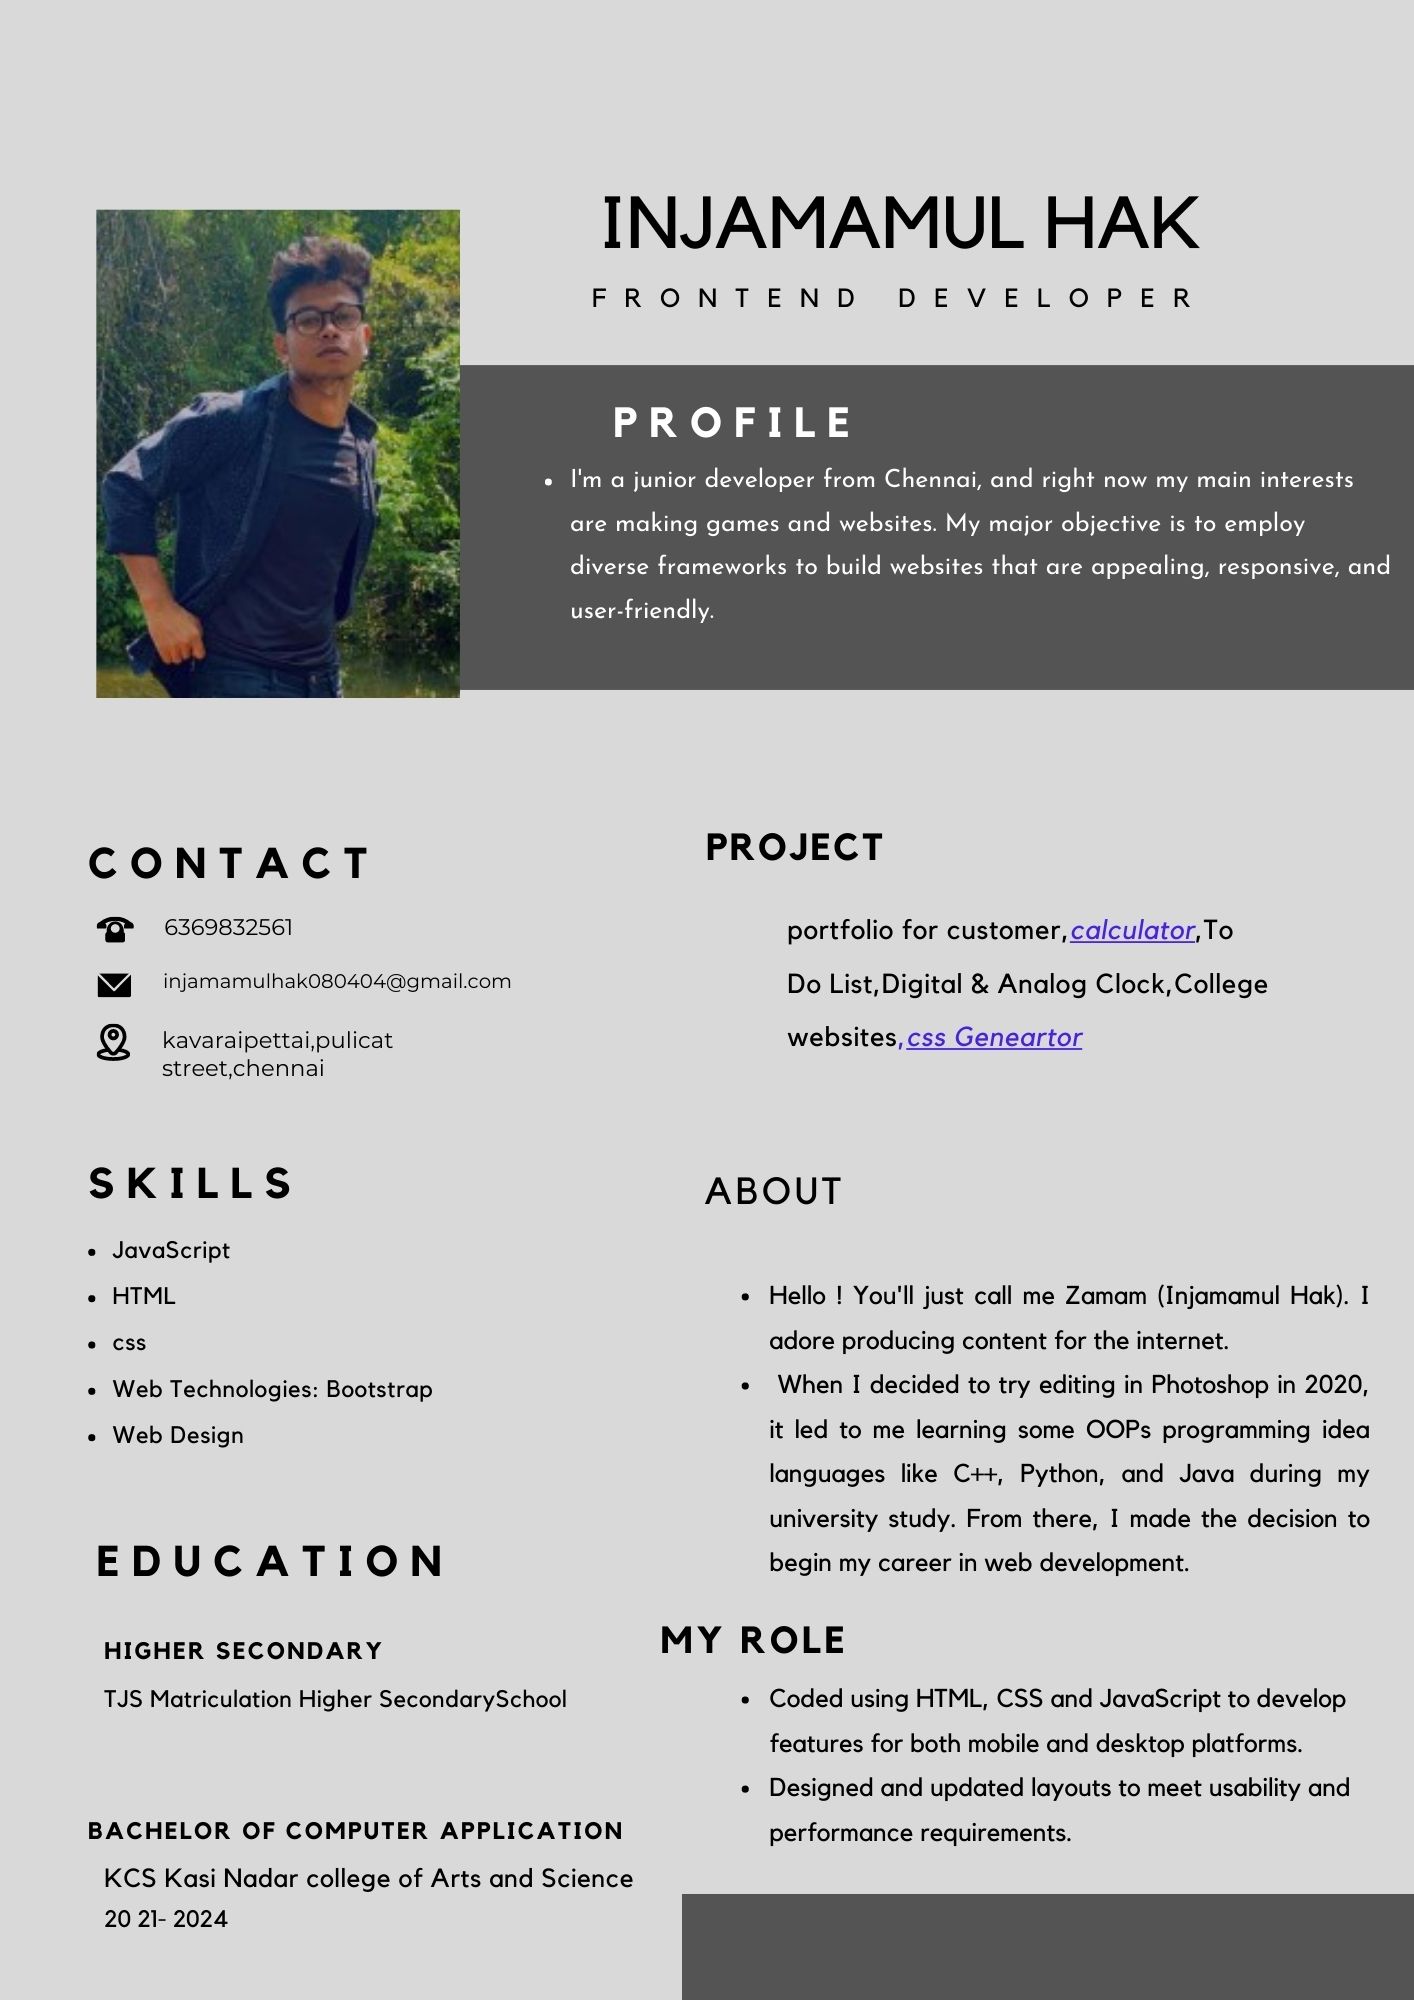 INJAMAMUL HAK
FRONTEND DEVELOPER
PROFILE
• I'm a junior developer from Chennai, and right now my main interests
are making games and websites. My major objective is to employ
diverse frameworks to build websites that are appealing, responsive, and
user-friendly.
CONTACT
6369832561
injamamulhak080404@gmail.com
kavaraipettai,pulicat
street,chennai
SKILLS
• JavaScript
• HTML
• css
• Web Technologies: Bootstrap
• Web Design
EDUCATION
HIGHER SECONDARY
TJS Matriculation Higher SecondarySchool
BACHELOR OF COMPUTER APPLICATION
KCS Kasi Nadar college of Arts and Science
20 21- 2024
PROJECT
portfolio for customer,calculator,To
Do List,Digital & Analog Clock,College
websites,css Geneartor
ABOUT
• Hello ! You'll just call me Zamam (Injamamul Hak). I
adore producing content for the internet.
• When I decided to try editing in Photoshop in 2020,
it led to me learning some OOPs programming idea
languages like C++, Python, and Java during my
university study. From there, I made the decision to
begin my career in web development.
MY ROLE
• Coded using HTML, CSS and JavaScript to develop
features for both mobile and desktop platforms.
• Designed and updated layouts to meet usability and
performance requirements.